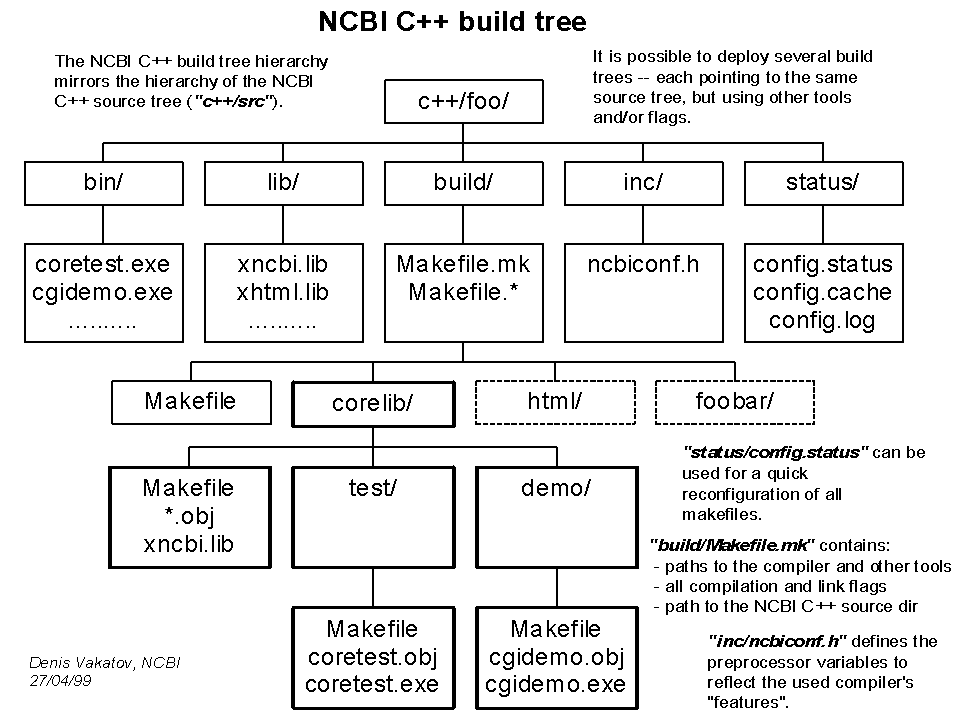 NCBI C++ build tree
The NCBI C++ build tree hierarchy
mirrors the hierarchy of the NCBI
C++ source tree ("c++/src").
It is possible to deploy several build
trees -- each pointing to the same
source tree, but using other tools
and/or flags.
c++/foo/
bin/
lib/
build/
inc/
status/
coretest.exe
cgidemo.exe
..........
xncbi.lib
xhtml.lib
..........
Makefile.mk
Makefile.*
ncbiconf.h
config.status
config.cache
config.log
Makefile
corelib/
html/
foobar/
Makefile
*.obj
xncbi.lib
test/
demo/
"status/config.status" can be
used for a quick
reconfiguration of all
makefiles.
"build/Makefile.mk" contains:
- paths to the compiler and other tools
- all compilation and link flags
- path to the NCBI C++ source dir
Makefile
coretest.obj
coretest.exe
Makefile
cgidemo.obj
cgidemo.exe
"inc/ncbiconf.h" defines the
preprocessor variables to
reflect the used compiler's
"features".
Denis Vakatov, NCBI
27/04/99